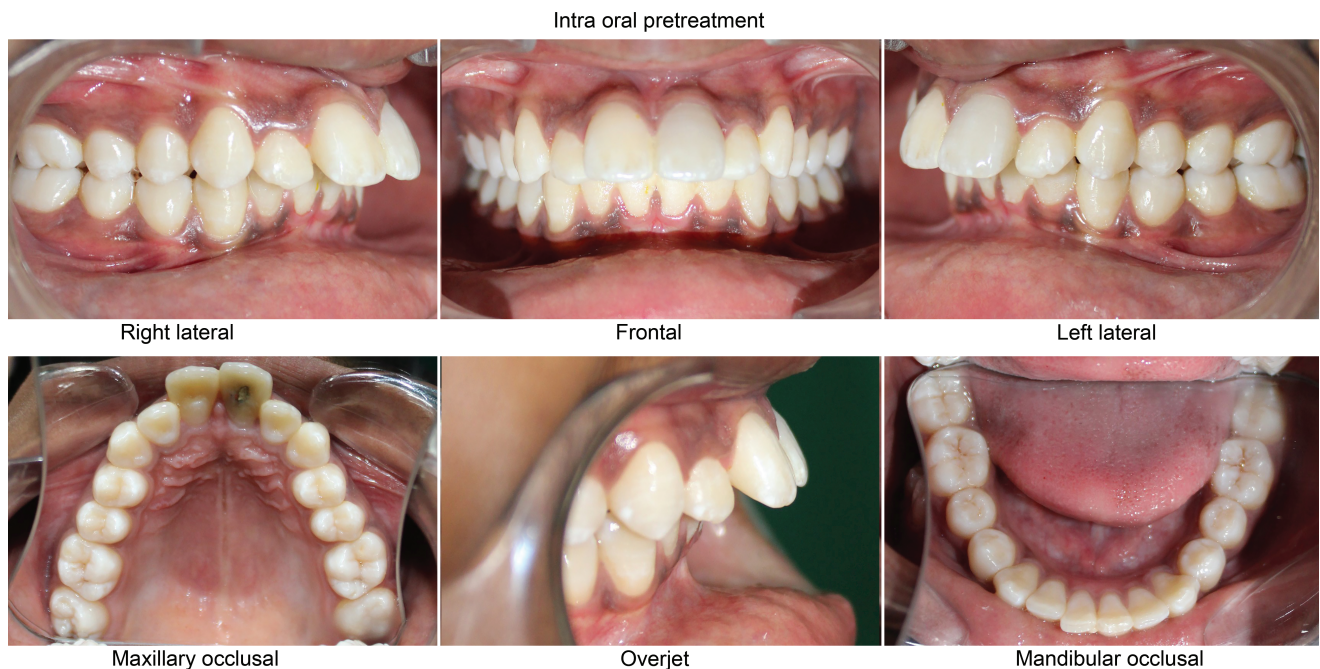 Intra oral pretreatment
Right lateral
Frontal
Left lateral
Maxillary occlusal
Overjet
Mandibular occlusal